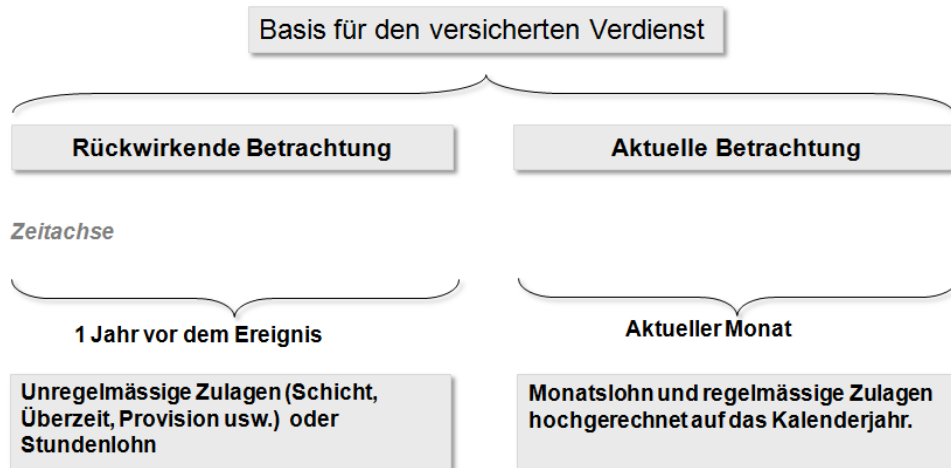 Basis für den versicherten Verdienst
Rückwirkende Betrachtung
Aktuelle Betrachtung
Zeitachse
1 Jahr vor dem Ereignis
Aktueller Monat
Unregelmässige Zulagen (Schicht,
Überzeit, Provision usw.) oder
Stundenlohn
Monatslohn und regelmässige Zulagen
hochgerechnet auf das Kalenderjahr.